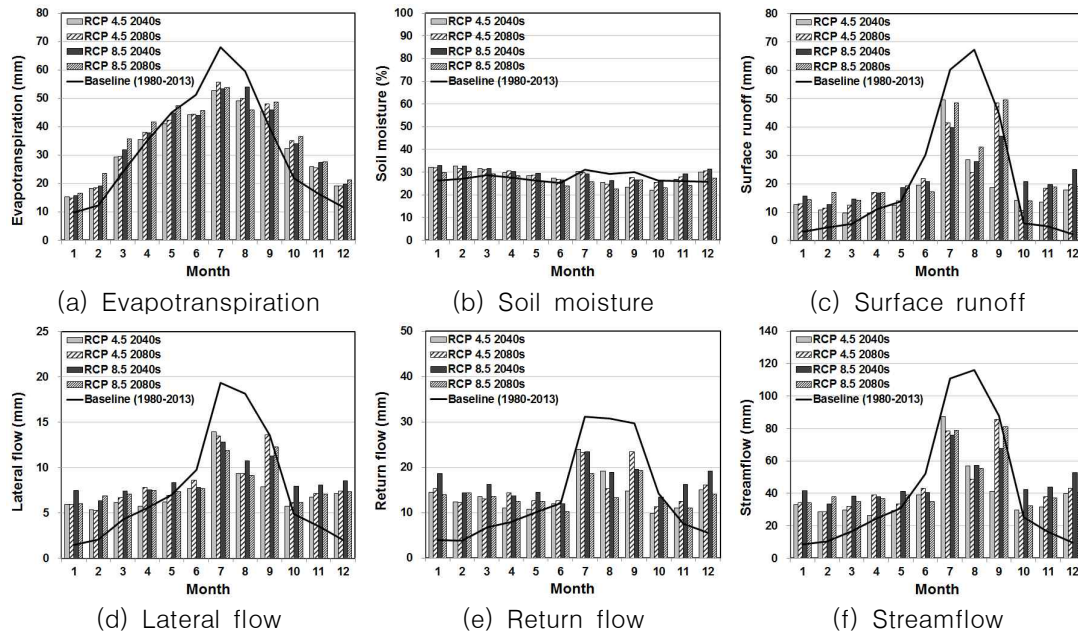 Evapotranspiration (mm)
80
70
60
50
40
30
20
10
0
RCP 4.5 2040s
RCP 4.5 2080s
RCP 8.5 2040s
RCP 8.5 2080s
Baseline (1980-2013)
1 2 3 4 5 6 7 8 9 10 11 12
Month
(a) Evapotranspiration
Soil moisture (%)
100
90
80
70
60
50
40
30
20
10
0
RCP 4.5 2040s
RCP 4.5 2080s
RCP 8.5 2040s
RCP 8.5 2080s
Baseline (1980-2013)
1 2 3 4 5 6 7 8 9 10 11 12
Month
(b) Soil moisture
Surface runoff (mm)
80
70
60
50
40
30
20
10
0
RCP 4.5 2040s
RCP 4.5 2080s
RCP 8.5 2040s
RCP 8.5 2080s
Baseline (1980-2013)
1 2 3 4 5 6 7 8 9 10 11 12
Month
(c) Surface runoff
Lateral flow (mm)
25
20
15
10
5
0
RCP 4.5 2040s
RCP 4.5 2080s
RCP 8.5 2040s
RCP 8.5 2080s
Baseline (1980-2013)
1 2 3 4 5 6 7 8 9 10 11 12
Month
(d) Lateral flow
Return flow (mm)
50
40
30
20
10
0
RCP 4.5 2040s
RCP 4.5 2080s
RCP 8.5 2040s
RCP 8.5 2080s
Baseline (1980-2013)
1 2 3 4 5 6 7 8 9 10 11 12
Month
(e) Return flow
Streamflow (mm)
140
120
100
80
60
40
20
0
RCP 4.5 2040s
RCP 4.5 2080s
RCP 8.5 2040s
RCP 8.5 2080s
Baseline (1980-2013)
1 2 3 4 5 6 7 8 9 10 11 12
Month
(f) Streamflow